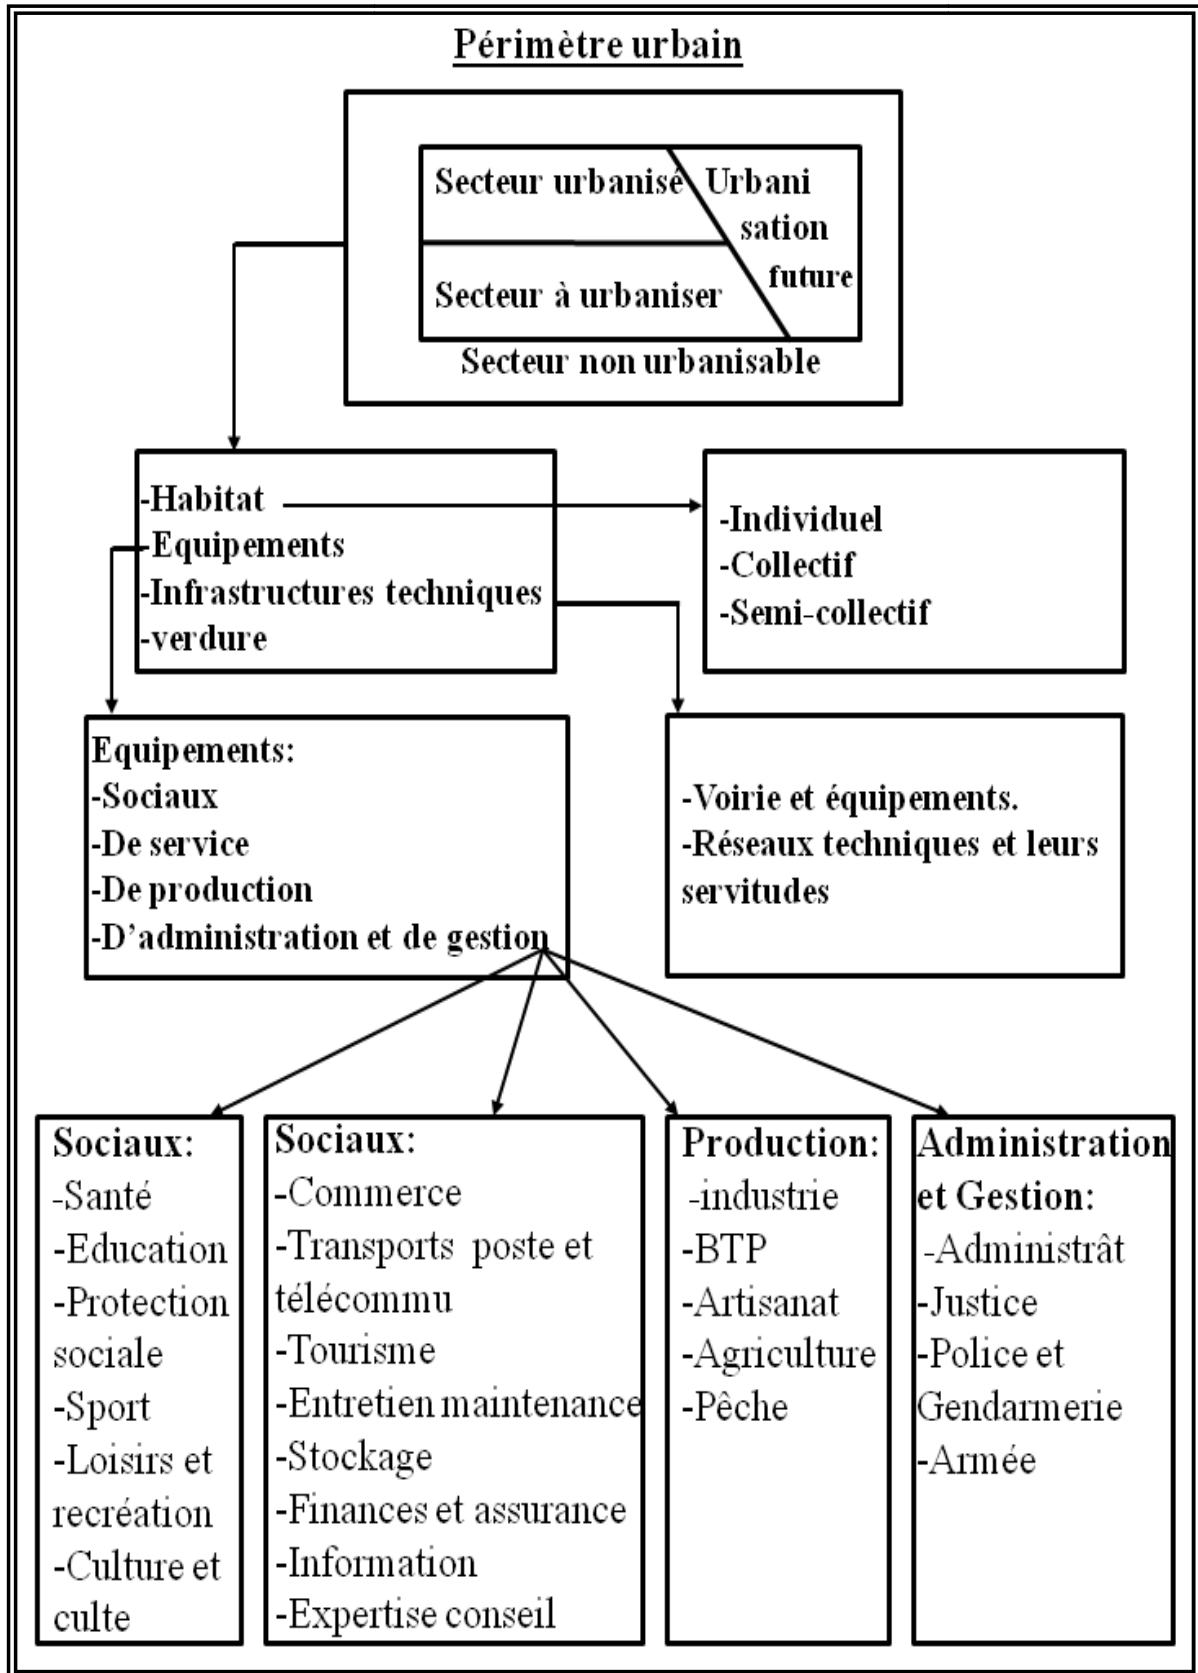 Périmètre urbain
Secteur urbanisé
Urbani
sation
future
Secteur à urbaniser
Secteur non urbanisable
-Habitat
-Equipements
-Infrastructures techniques
-verdure
-Individuel
-Collectif
-Semi-collectif
Equipements:
-Sociaux
-De service
-De production
-D’administration et de gestion
-Voirie et équipements.
-Réseaux techniques et leurs
servitudes
Sociaux:
-Santé
-Education
-Protection
sociale
-Sport
-Loisirs et
recréation
-Culture et
culte
Sociaux:
-Commerce
-Transports poste et
télécommu
-Tourisme
-Entretien maintenance
-Stockage
-Finances et assurance
-Information
-Expertise conseil
Production:
-industrie
-BTP
-Artisanat
-Agriculture
-Pêche
Administration
et Gestion:
-Administrât
-Justice
-Police et
Gendarmerie
-Armée